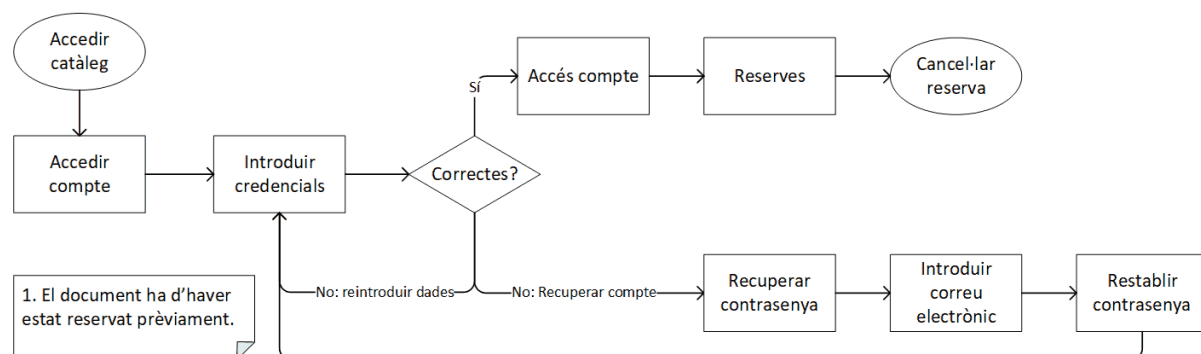 Accedir
catàleg
Accedir
compte
Introduir
credencials
Correctes?
Sí
Accés compte
Reserves
Cancel·lar
reserva
No: reintroduir dades
No: Recuperar compte
Recuperar
contrasenya
Introduir
correu
electrònic
Restablir
contrasenya
1. El document ha d’haver
estat reservat prèviament.